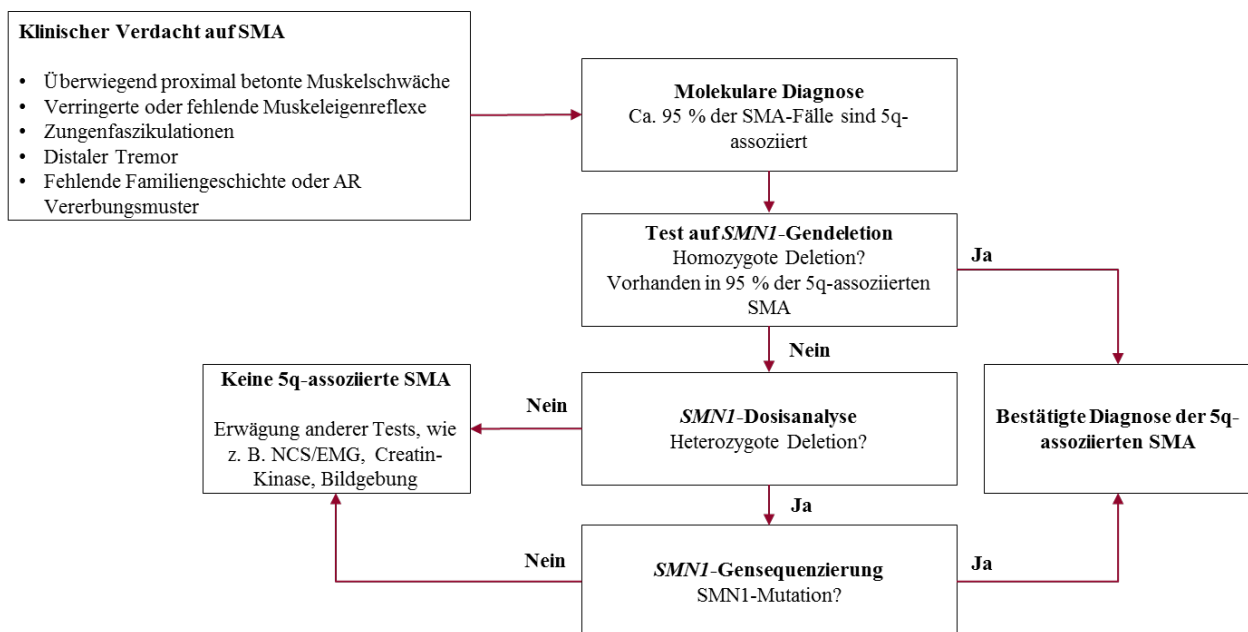 Klinischer Verdacht auf SMA
• Überwiegend proximal betonte Muskelschwäche
• Verringerte oder fehlende Muskeleigenreflexe
• Zungenfaszikulationen
• Distaler Tremor
• Fehlende Familiengeschichte oder AR
Vererbungsmuster
Molekulare Diagnose
Ca. 95 % der SMA-Fälle sind 5q-
assoziiert
Test auf SMN1-Gendeletion
Homozygote Deletion?
Vorhanden in 95 % der 5q-assoziierten
SMA
Ja
Nein
Keine 5q-assoziierte SMA
Erwägung anderer Tests, wie
z. B. NCS/EMG, Creatin-
Kinase, Bildgebung
Nein
SMN1-Dosisanalyse
Heterozygote Deletion?
Bestätigte Diagnose der 5q-
assoziierten SMA
Ja
Nein
SMN1-Gensequenzierung
SMN1-Mutation?
Ja